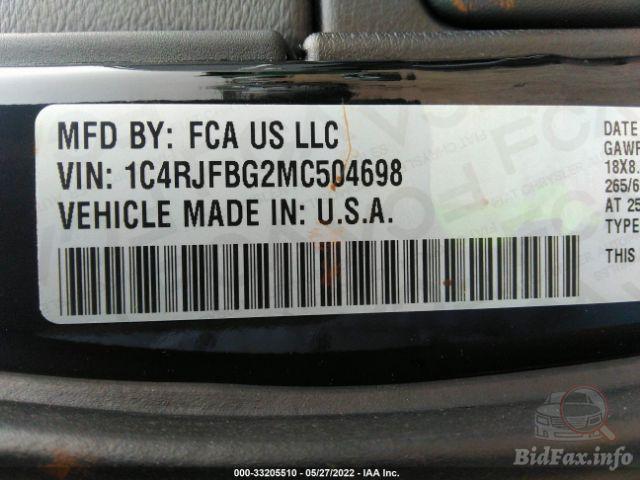 MFD BY: FCA US LLC
VIN: 1C4RJFBG2MC504698
VEHICLE MADE IN: U.S.A.
DATE
GAWR
18X8.
265/6
AT 25
TYPE
THIS
000-33205510 - 05/27/2022 - IAA Inc.
BidFax.info